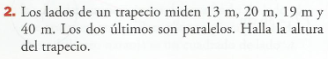 2. Los lados de un trapecio miden 13 m, 20 m, 19 m y
40 m. Los dos últimos son paralelos. Halla la altura
del trapecio.